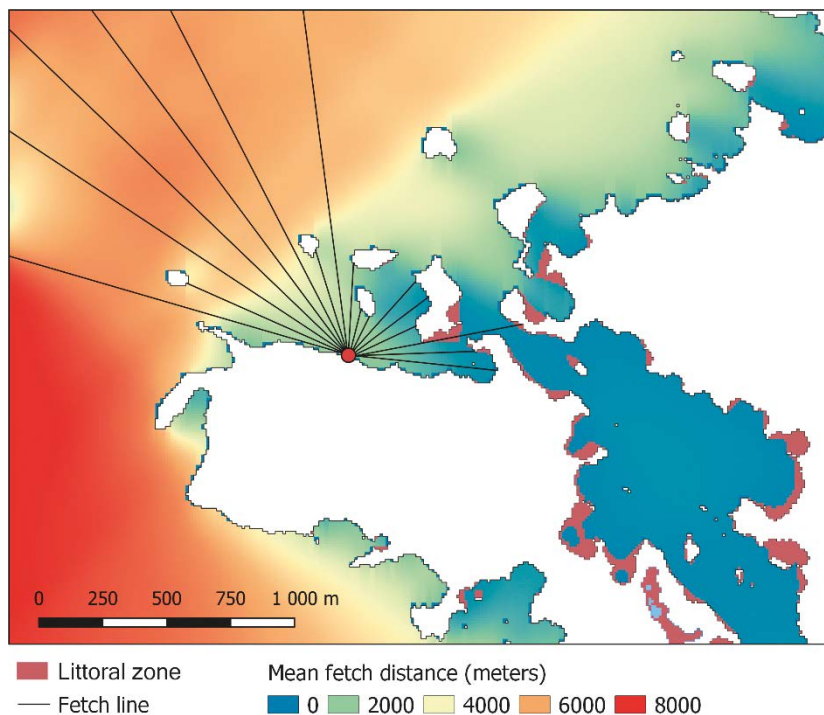 0 250 500 750 1 000 m
Littoral zone
Fetch line
Mean fetch distance (meters)
0 2000 4000 6000 8000